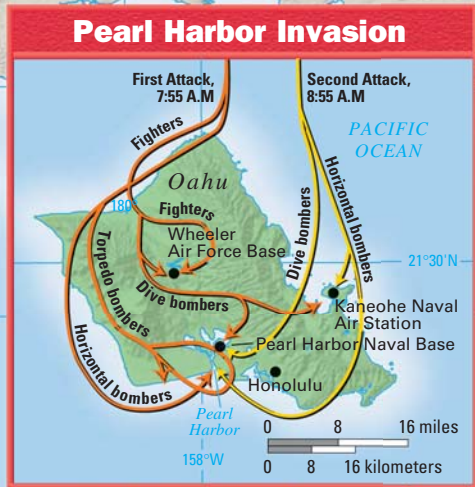 Pearl Harbor Invasion
First Attack,
7:55 A.M
Second Attack,
8:55 A.M
PACIFIC
OCEAN
Fighters
Oahu
180°
Fighters
Wheeler
Air Force Base
Horizontal bombers
Dive bombers
21°30'N
Torpedo bombers
Dive bombers
Kaneohe Naval
Air Station
Pearl Harbor Naval Base
Horizontal bombers
Honolulu
Pearl
Harbor
158°W
0 8 16 miles
0 8 16 kilometers